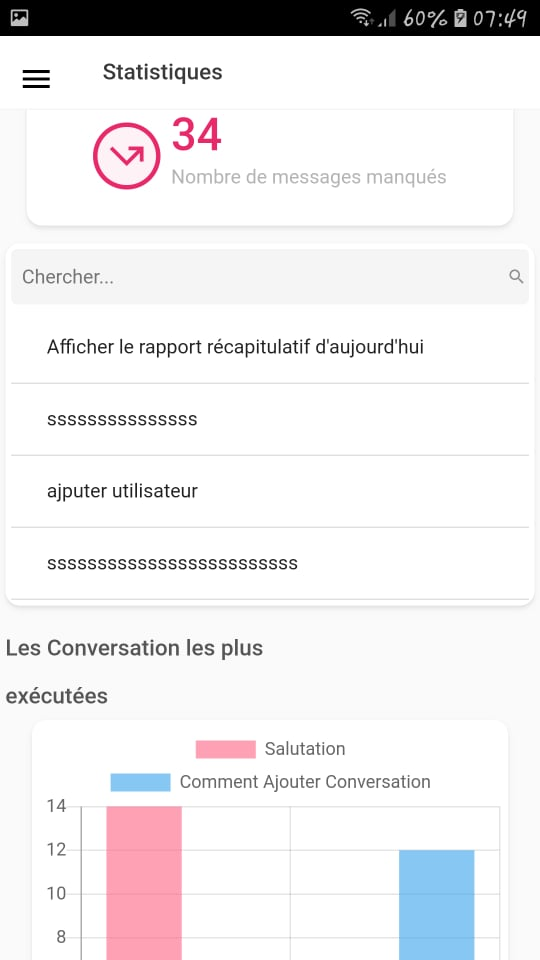 60% 07:49
Statistiques
34
Nombre de messages manqués
Chercher...
Afficher le rapport récapitulatif d'aujourd'hui
sssssssssssssss
ajputer utilisateur
sssssssssssssssssssssssss
Les Conversation les plus
exécutées
Salutation
Comment Ajouter Conversation
14
12
10
8